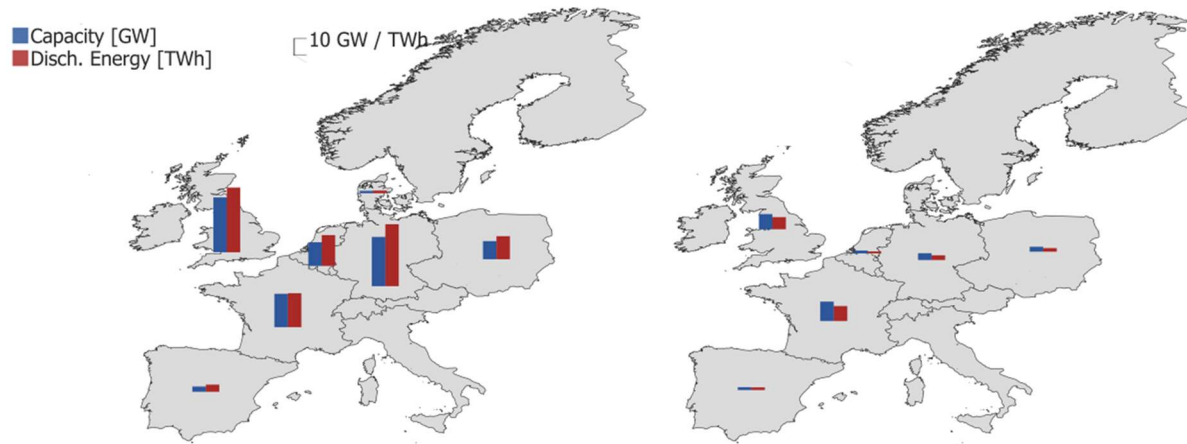 Capacity [GW]
10 GW / TWh
Disch. Energy [TWh]